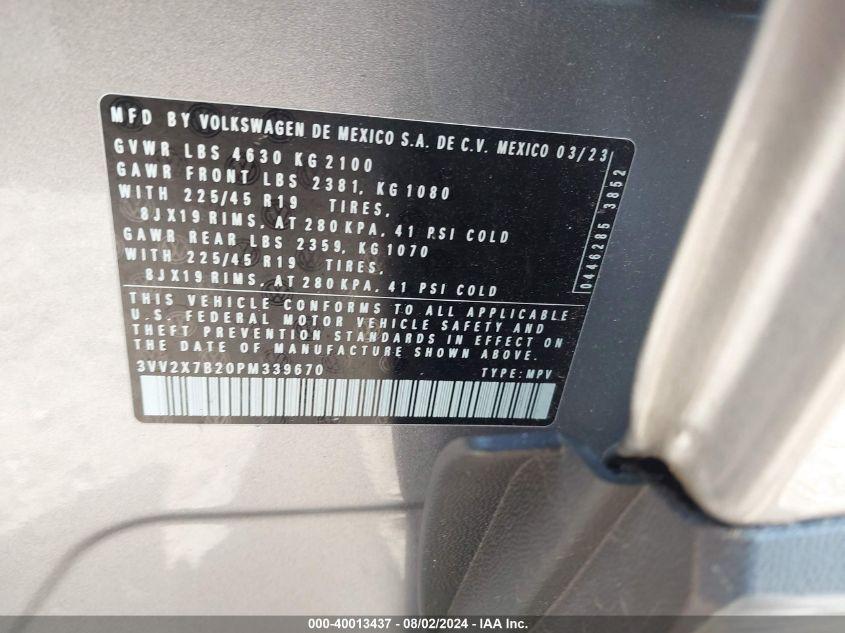 MFD BY VOLKSWAGEN DE MEXICO S.A. DE C.V. MEXICO 03/23
GVWR LBS 4630 KG 2100
GAWR FRONT LBS 2381, KG 1080
WITH 225/45 R19 TIRES,
8JX19 RIMS, AT 280 KPA, 41 PSI COLD
GAWR REAR LBS 2359, KG 1070
WITH 225/45 R19 TIRES,
8JX19 RIMS, AT 280 KPA, 41 PSI COLD
0446285 3852
THIS VEHICLE CONFORMS TO ALL APPLICABLE
U.S. FEDERAL MOTOR VEHICLE SAFETY AND
THEFT PREVENTION STANDARDS IN EFFECT ON
THE DATE OF MANUFACTURE SHOWN ABOVE.
3VV2X7B20PM339670 TYPE: MPV
000-40013437 - 08/02/2024 - IAA Inc.